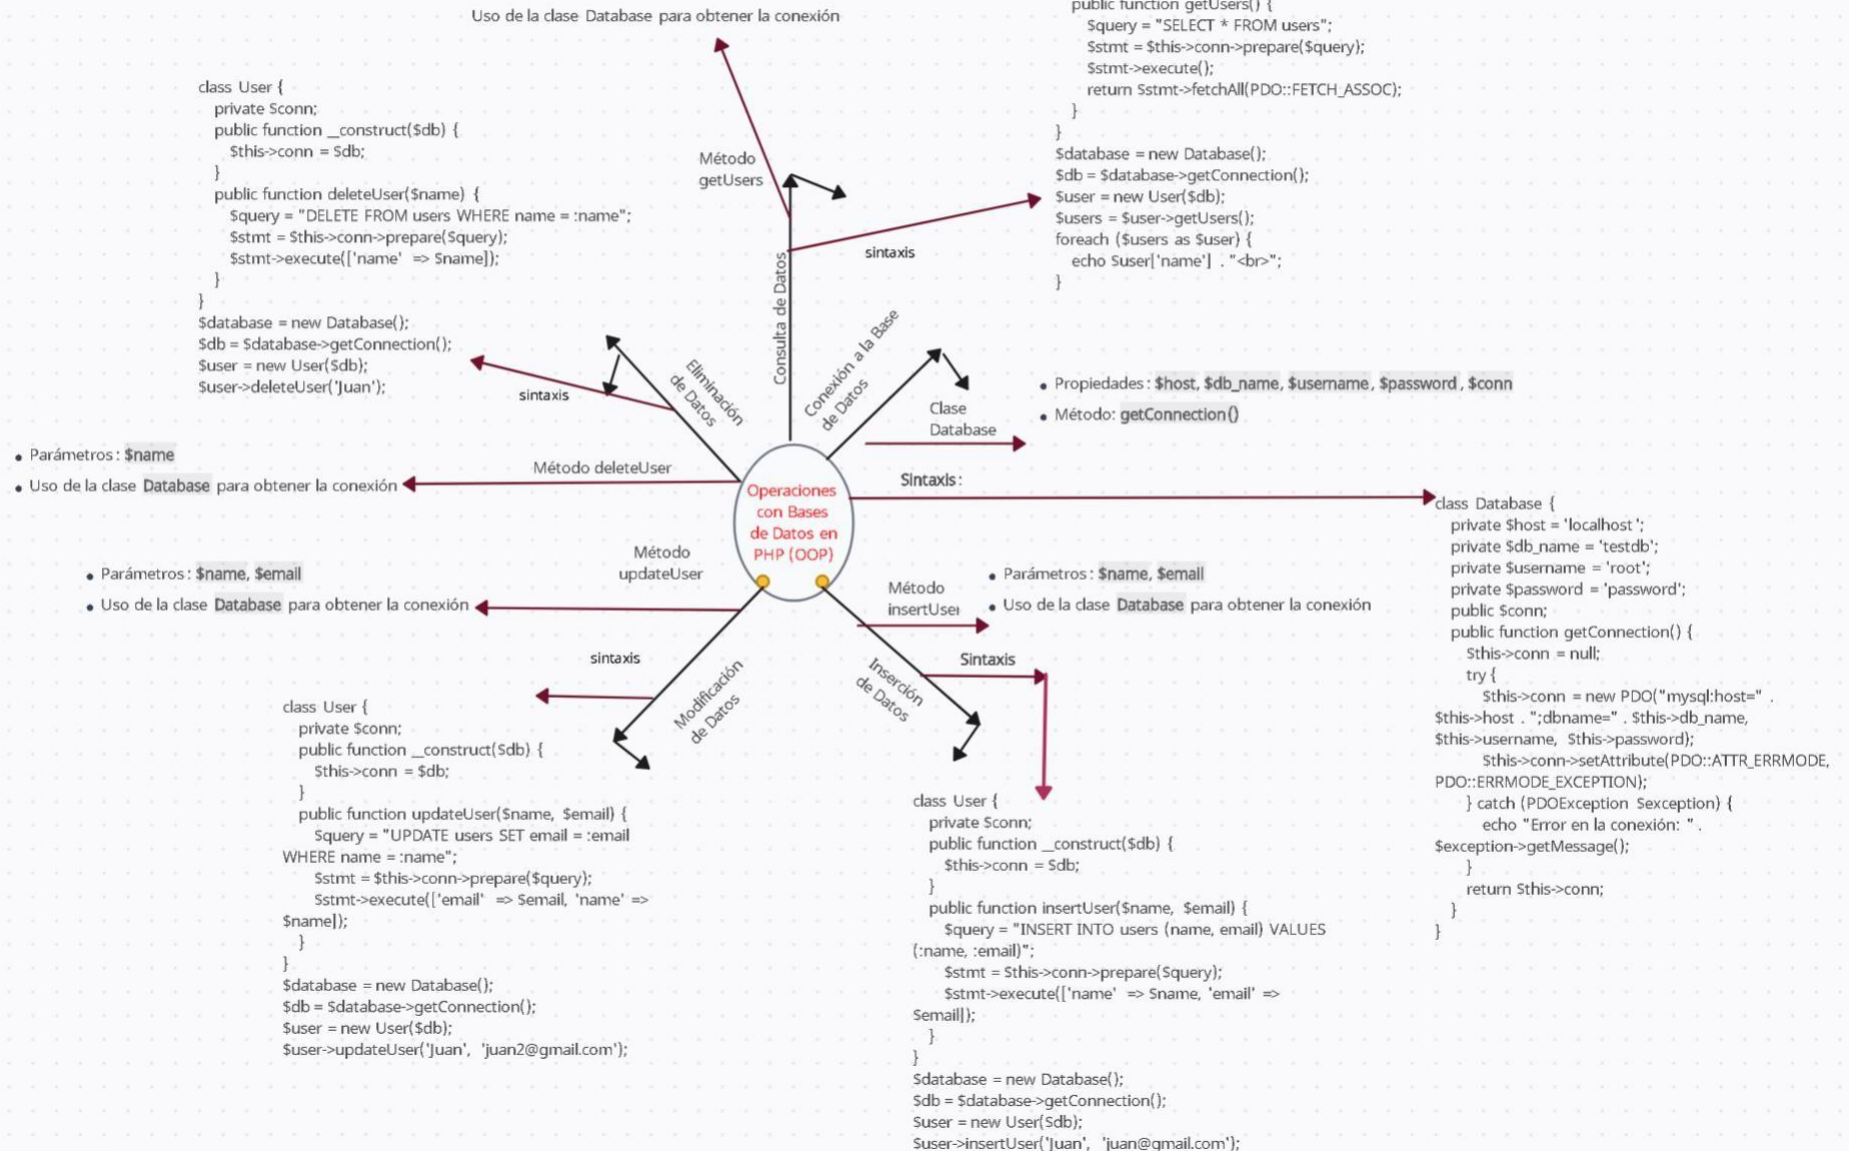 Uso de la clase Database para obtener la conexión
public function getUsers() {
$query = "SELECT * FROM users";
$stmt = $this->conn->prepare($query);
$stmt->execute();
return $stmt->fetchAll(PDO::FETCH_ASSOC);
}
}
$database = new Database();
$db = $database->getConnection();
$user = new User($db);
$users = $user->getUsers();
foreach ($users as $user) {
echo $user['name'] . "<br>";
}
class User {
private $conn;
public function __construct($db) {
$this->conn = $db;
}
public function deleteUser($name) {
$query = "DELETE FROM users WHERE name = :name";
$stmt = $this->conn->prepare($query);
$stmt->execute(['name' => $name]);
}
}
$database = new Database();
$db = $database->getConnection();
$user = new User($db);
$user->deleteUser('Juan');
Método
getUsers
sintaxis
Consulta de Datos
Conexión a la Base
de Datos
Eliminación
de Datos
sintaxis
Clase
Database
• Propiedades: $host, $db_name, $username, $password, $conn
• Método: getConnection()
• Parámetros: $name
• Uso de la clase Database para obtener la conexión
Método deleteUser
Sintaxis:
Operaciones
con Bases
de Datos en
PHP (OOP)
class Database {
private $host = 'localhost';
private $db_name = 'testdb';
private $username = 'root';
private $password = 'password';
public $conn;
public function getConnection() {
$this->conn = null;
try {
$this->conn = new PDO("mysql:host=" .
$this->host . ";dbname=" . $this->db_name,
$this->username, $this->password);
$this->conn->setAttribute(PDO::ATTR_ERRMODE,
PDO::ERRMODE_EXCEPTION);
} catch (PDOException $exception) {
echo "Error en la conexión: " .
$exception->getMessage();
}
return $this->conn;
}
}
Método
updateUser
• Parámetros: $name, $email
• Uso de la clase Database para obtener la conexión
Método
insertUser
• Parámetros: $name, $email
• Uso de la clase Database para obtener la conexión
sintaxis
Modificación
de Datos
Inserción
de Datos
Sintaxis
class User {
private $conn;
public function __construct($db) {
$this->conn = $db;
}
public function updateUser($name, $email) {
$query = "UPDATE users SET email = :email
WHERE name = :name";
$stmt = $this->conn->prepare($query);
$stmt->execute(['email' => $email, 'name' =>
$name]);
}
}
$database = new Database();
$db = $database->getConnection();
$user = new User($db);
$user->updateUser('Juan', 'juan2@gmail.com');
class User {
private $conn;
public function __construct($db) {
$this->conn = $db;
}
public function insertUser($name, $email) {
$query = "INSERT INTO users (name, email) VALUES
(:name, :email)";
$stmt = $this->conn->prepare($query);
$stmt->execute(['name' => $name, 'email' =>
$email]);
}
}
$database = new Database();
$db = $database->getConnection();
$user = new User($db);
$user->insertUser('Juan', 'juan@gmail.com');